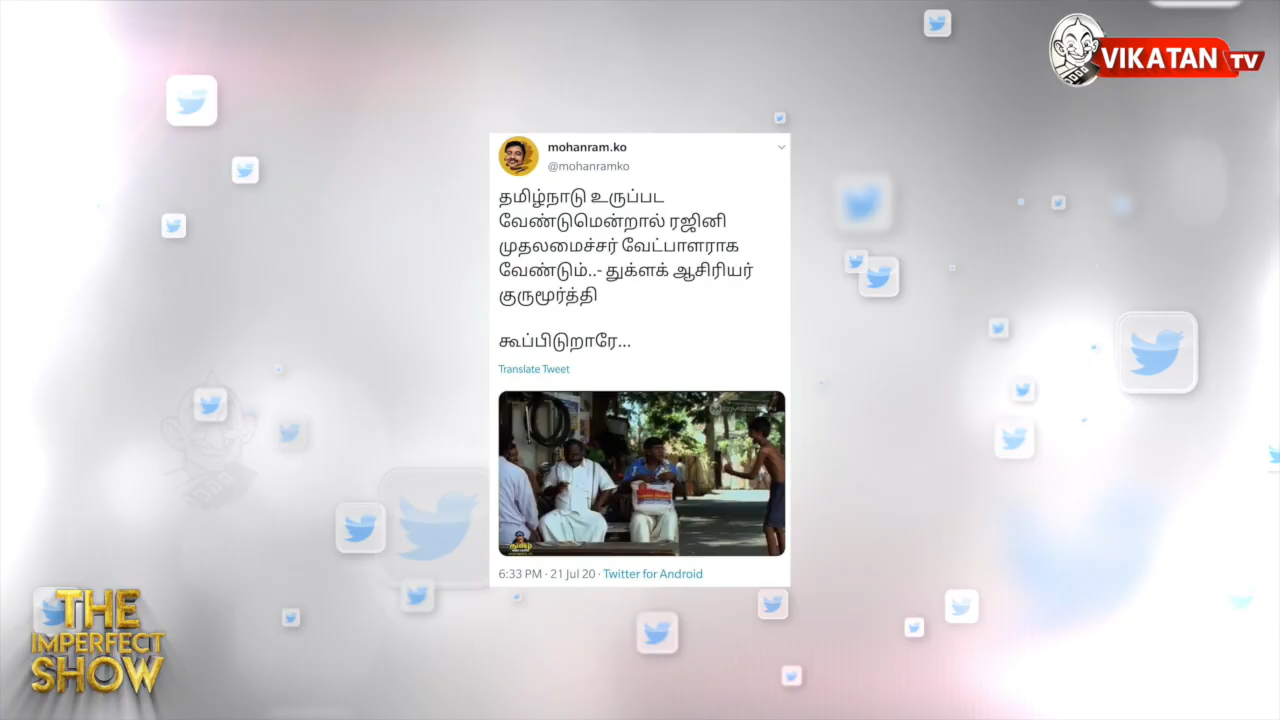 VIKATAN TV
mohanram.ko
@mohanramko
தமிழ்நாடு உருப்பட
வேண்டுமென்றால் ரஜினி
முதலமைச்சர் வேட்பாளராக
வேண்டும்..- துக்ளக் ஆசிரியர்
குருமூர்த்தி
கூப்பிடுறாரே...
Translate Tweet
6:33 PM · 21 Jul 20 · Twitter for Android
THE
IMPERFECT
SHOW